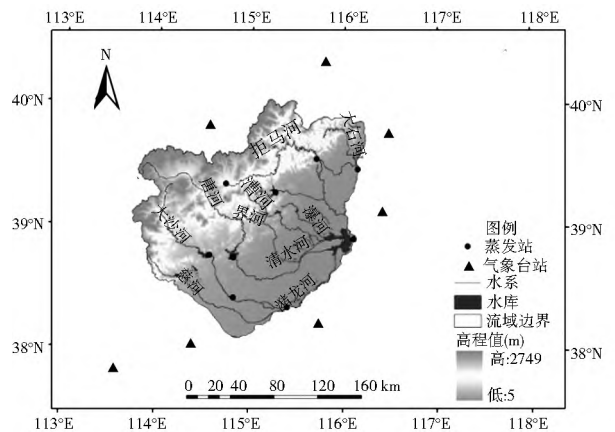 113°E 114°E 115°E 116°E 117°E 118°E
N
40°N 40°N
大石河
拒马河
唐河 漕河
界河 瀑河
大沙河
39°N 39°N
清水河
磁河
潴龙河
38°N 38°N
图例
蒸发站
气象台站
水系
水库
流域边界
高程值(m)
高:2749
低:5
0 20 40 80 120 160 km
113°E 114°E 115°E 116°E 117°E 118°E